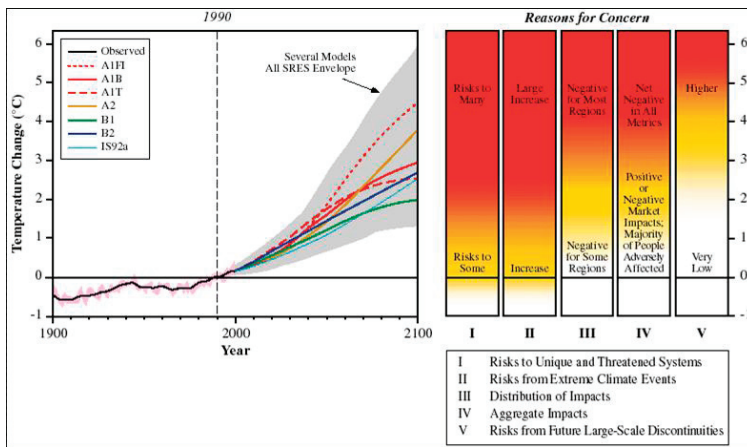 1990
Reasons for Concern
6
5
4
3
2
1
0
-1
Temperature Change (°C)
Observed
A1FI
A1B
A1T
A2
B1
B2
IS92a
Several Models
All SRES Envelope
1900
2000
2100
Year
Risks to
Many
Large
Increase
Negative
for Most
Regions
Net
Negative
in All
Metrics
Higher
Risks to
Some
Increase
Negative
for Some
Regions
Positive
or
Negative
Market
Impacts;
Majority
of People
Adversely
Affected
Very
Low
6
5
4
3
2
1
0
-1
I
II
III
IV
V
I Risks to Unique and Threatened Systems
II Risks from Extreme Climate Events
III Distribution of Impacts
IV Aggregate Impacts
V Risks from Future Large-Scale Discontinuities